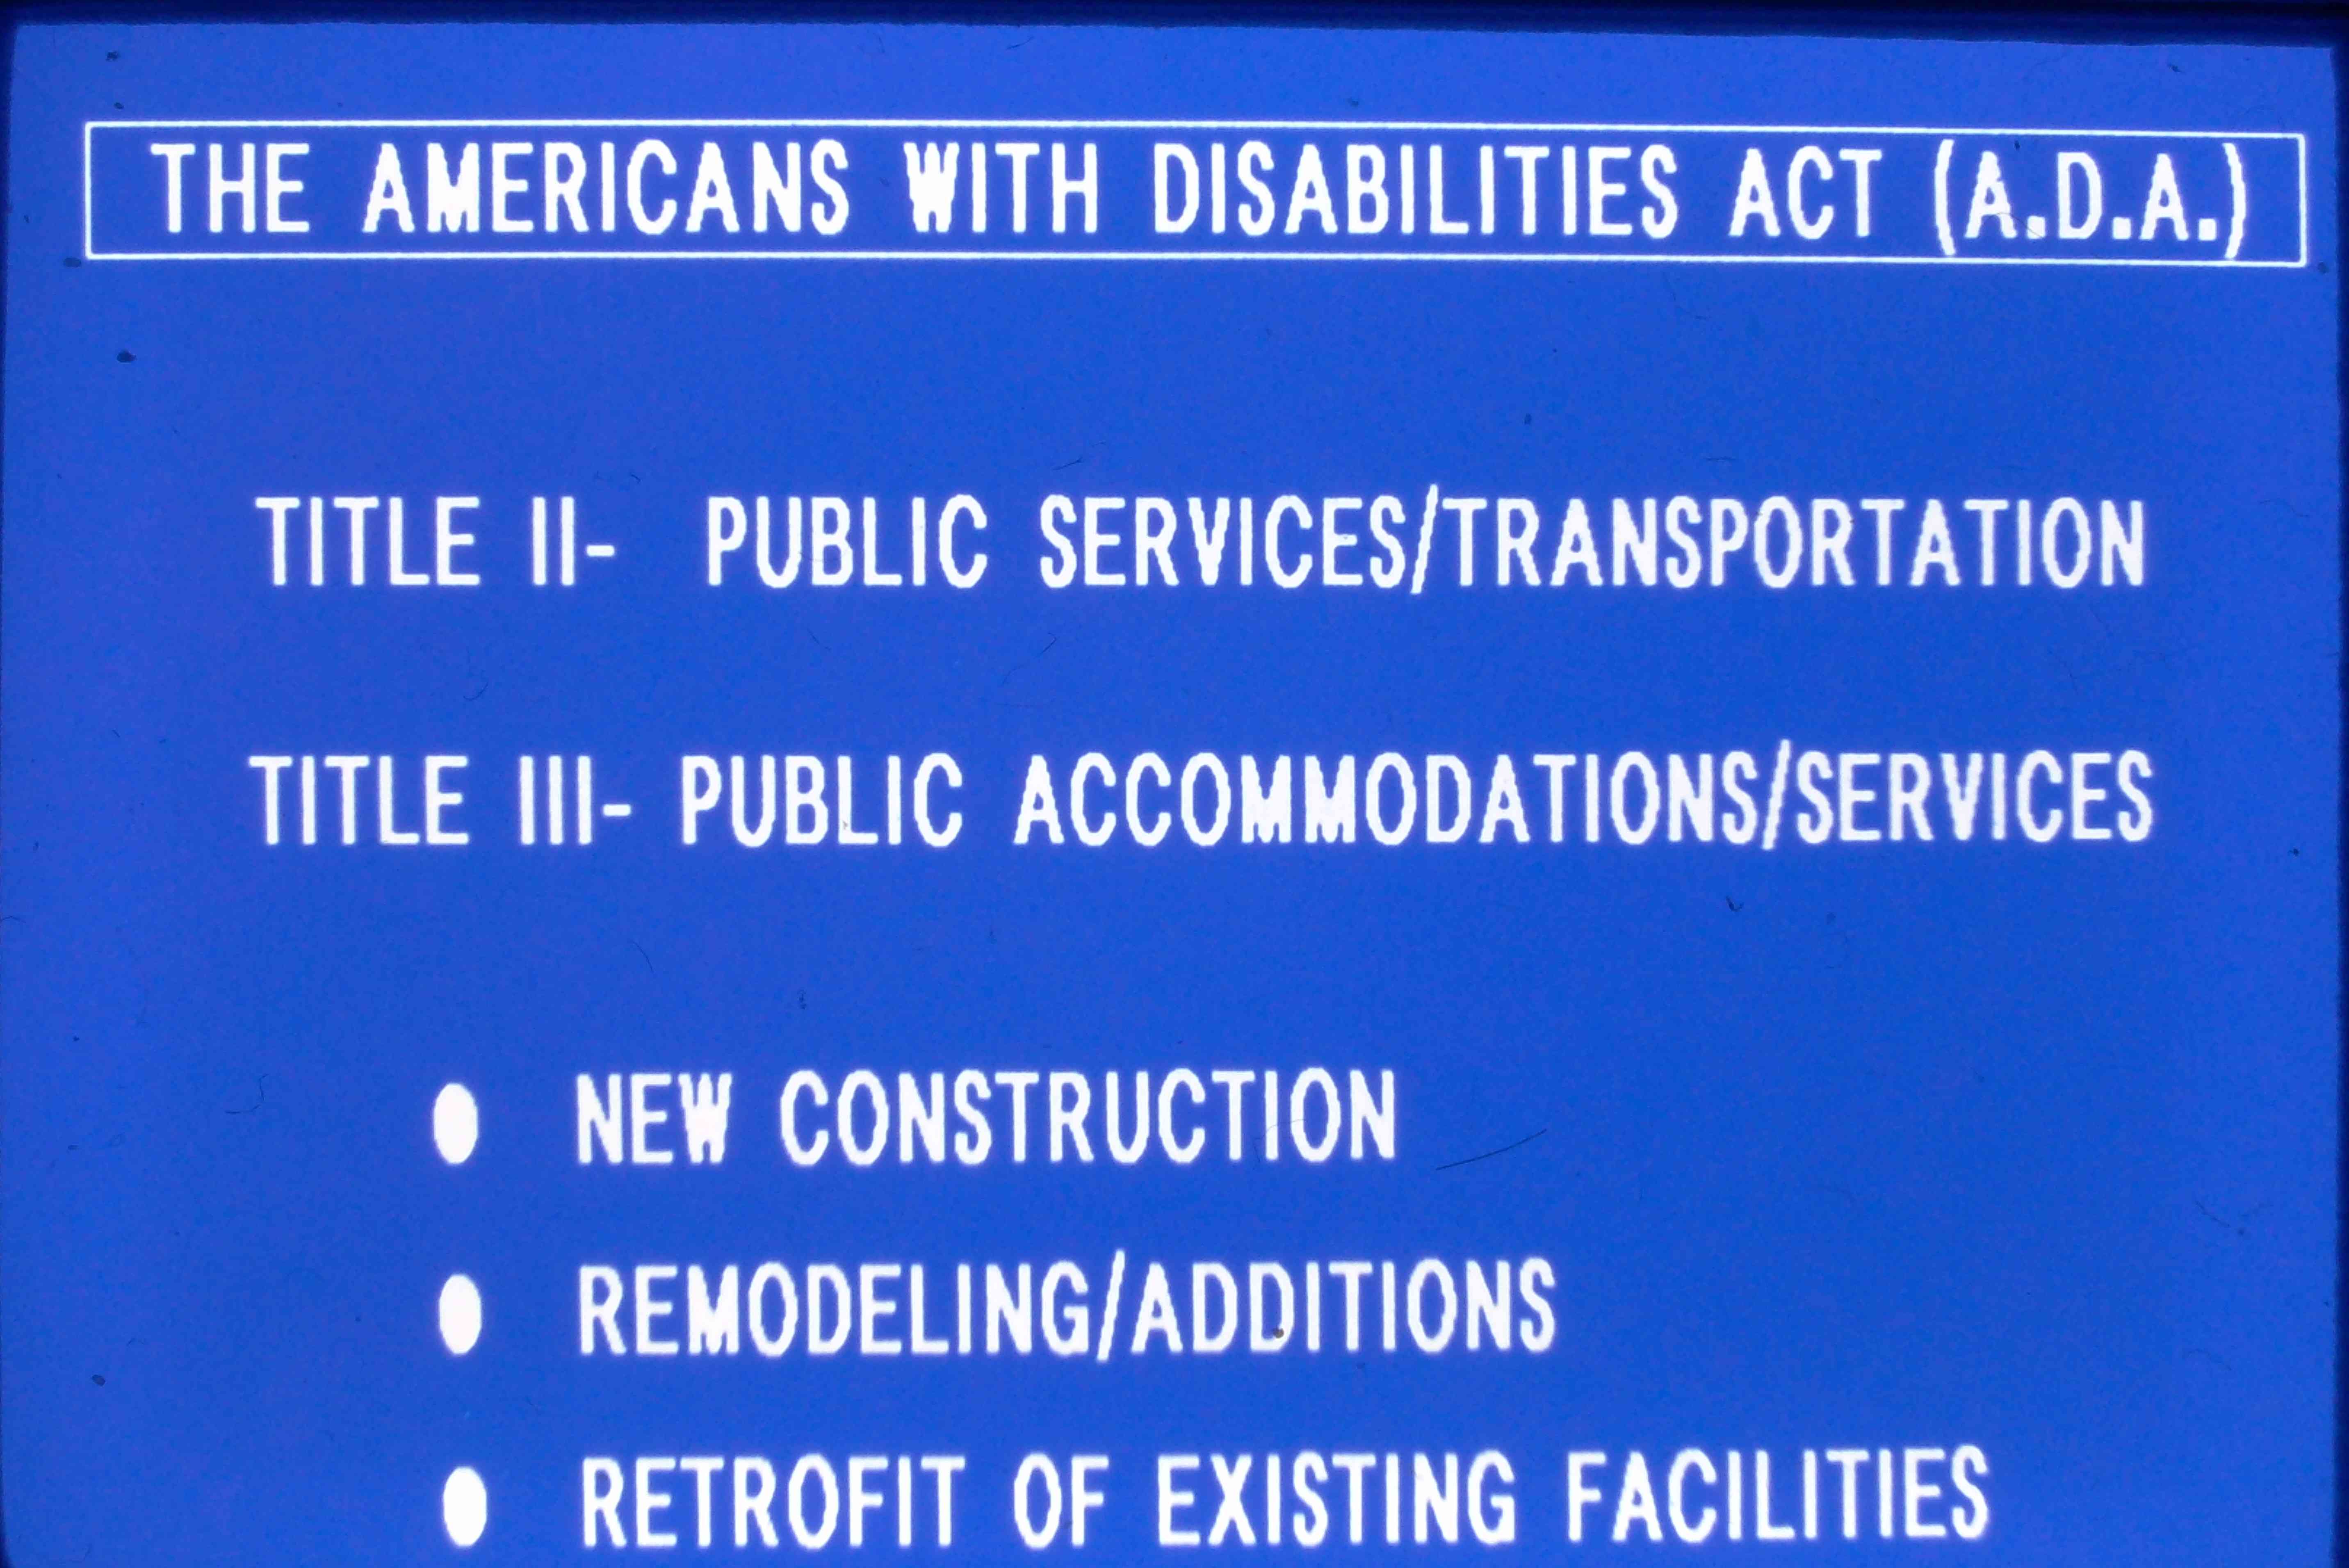 THE AMERICANS WITH DISABILITIES ACT (A.D.A.)
TITLE II- PUBLIC SERVICES/TRANSPORTATION
TITLE III- PUBLIC ACCOMMODATIONS/SERVICES
● NEW CONSTRUCTION
● REMODELING/ADDITIONS
● RETROFIT OF EXISTING FACILITIES